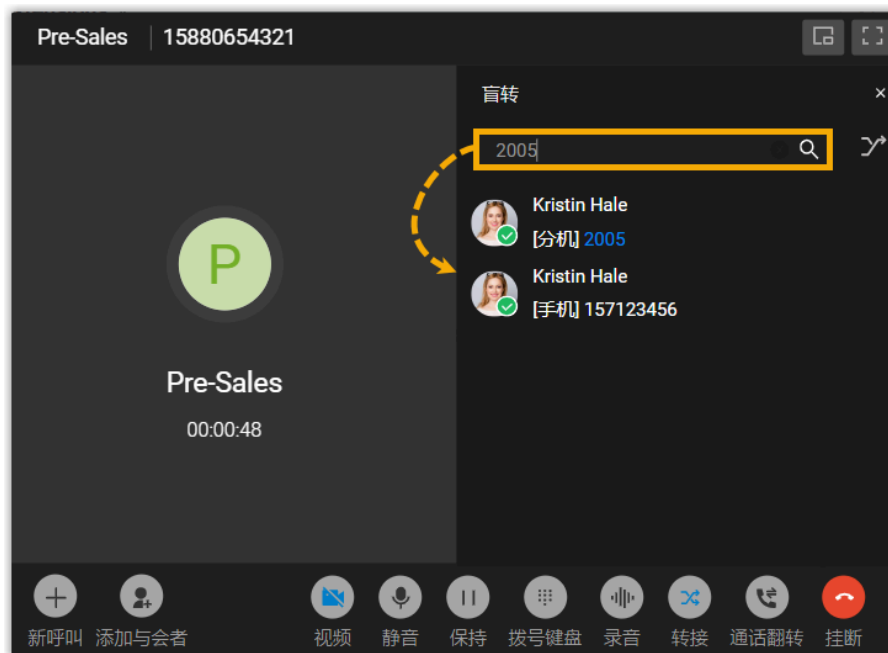 Pre-Sales 15880654321
盲转
2005
Kristin Hale
[分机] 2005
Kristin Hale
[手机] 157123456
P
Pre-Sales
00:00:48
新呼叫 添加与会者 视频 静音 保持 拨号键盘 录音 转接 通话翻转 挂断